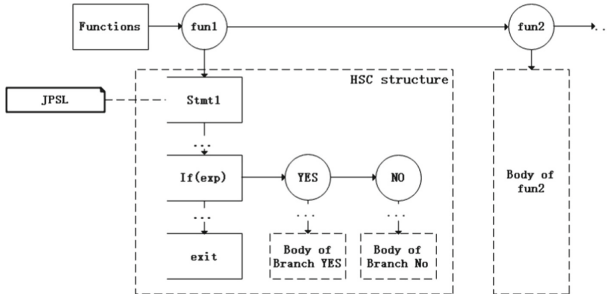 Functions
fun1
fun2
...
HSC structure
JPSL
Stmt1
...
If(exp)
YES
NO
Body of
fun2
...
...
...
exit
Body of
Branch YES
Body of
Branch No